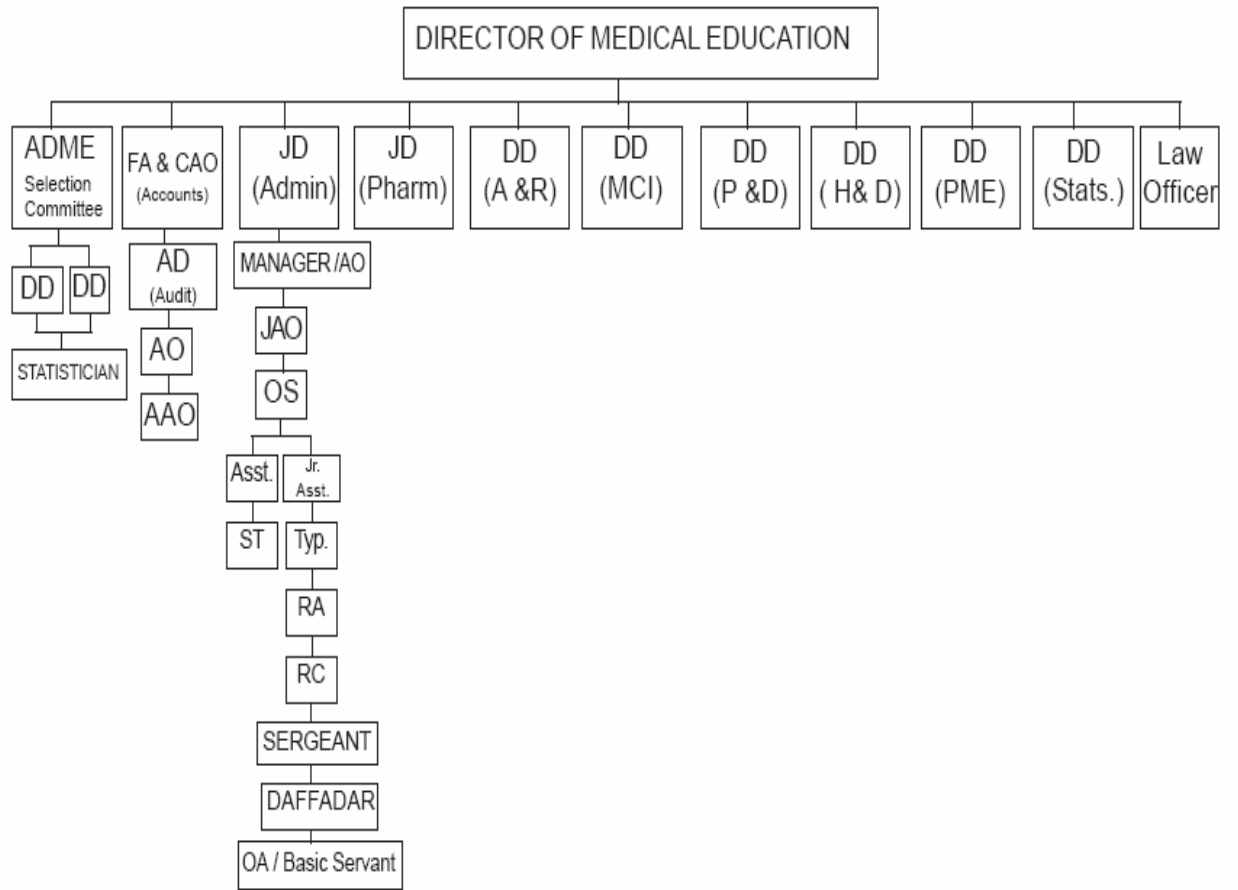 DIRECTOR OF MEDICAL EDUCATION
ADME
Selection
Committee
FA & CAO
(Accounts)
JD
(Admin)
JD
(Pharm)
DD
(A &R)
DD
(MCI)
DD
(P &D)
DD
( H& D)
DD
(PME)
DD
(Stats.)
Law
Officer
DD
DD
STATISTICIAN
AD
(Audit)
AO
AAO
MANAGER /AO
JAO
OS
Asst.
Jr.
Asst.
ST
Typ.
RA
RC
SERGEANT
DAFFADAR
OA / Basic Servant